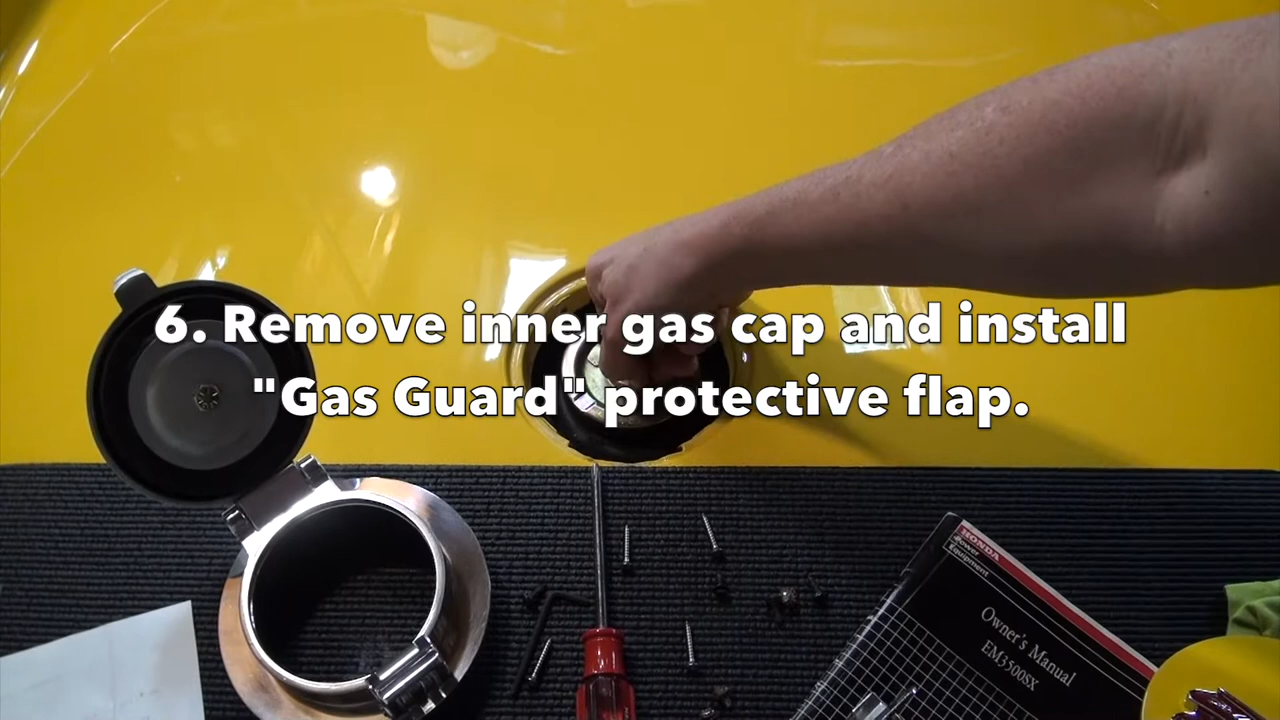 6. Remove inner gas cap and install
"Gas Guard" protective flap.
HONDA
Power
Equipment
Owner's Manual
EM3500SX